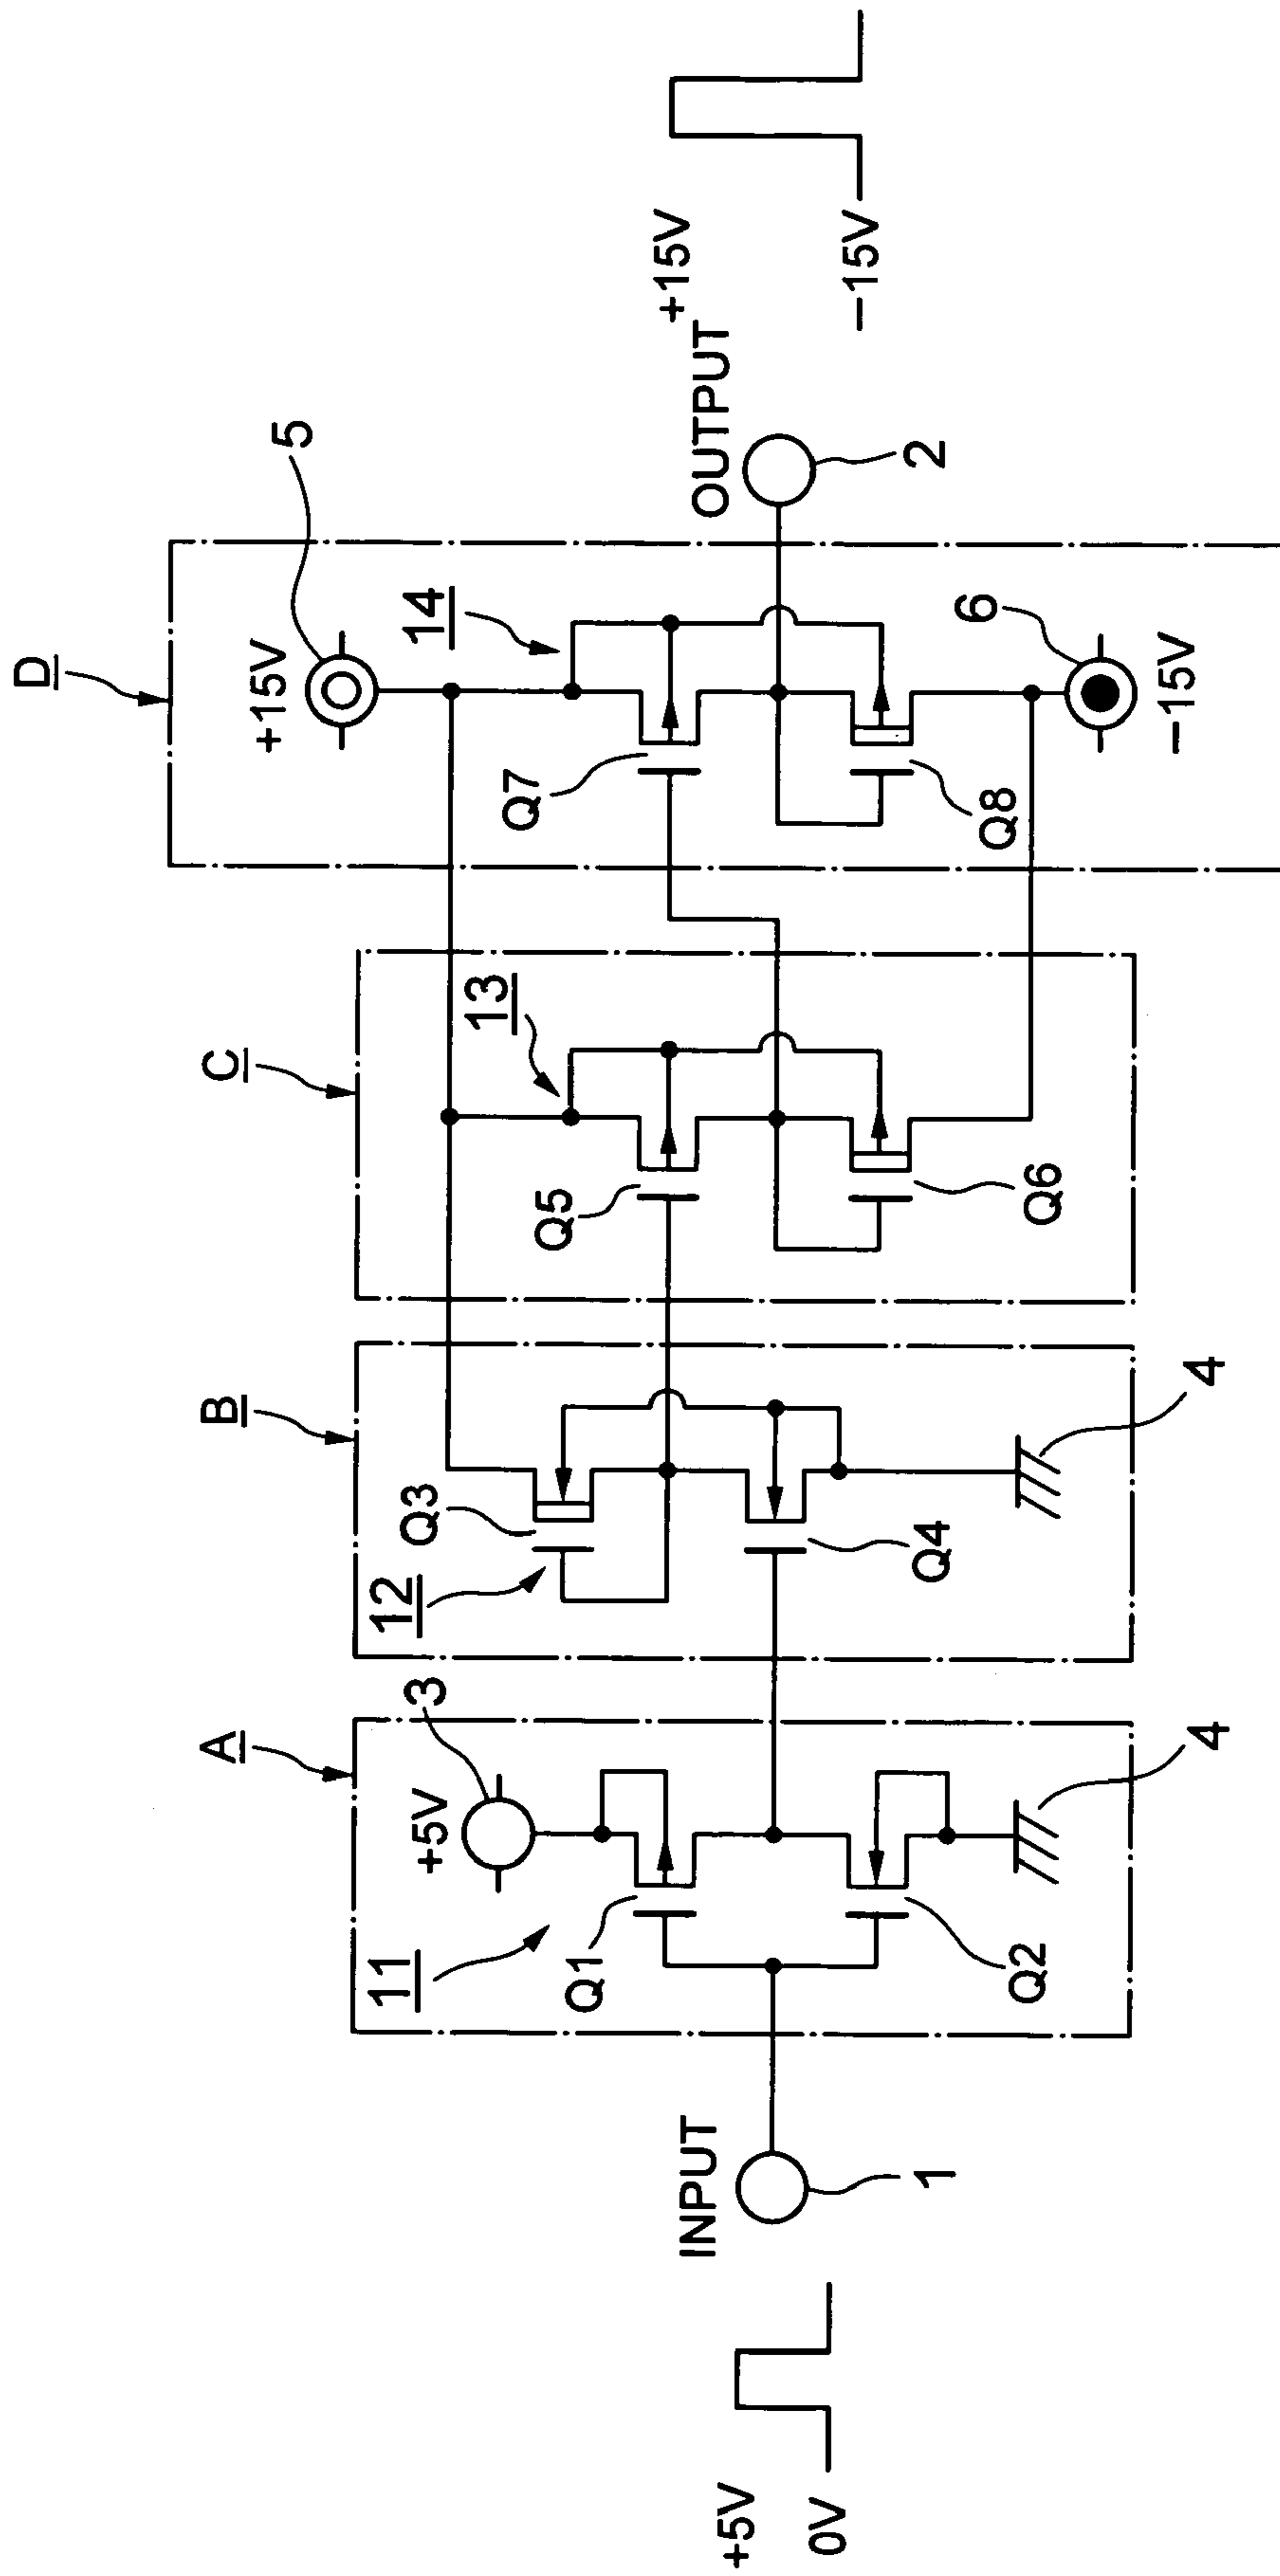 D
5
+15V
14
OUTPUT
+15V
−15V
2
Q7
6
Q8
−15V
C
13
Q5
Q6
B
Q3
12
Q4
4
A
3
+5V
11
Q1
Q2
4
INPUT
1
+5V
0V